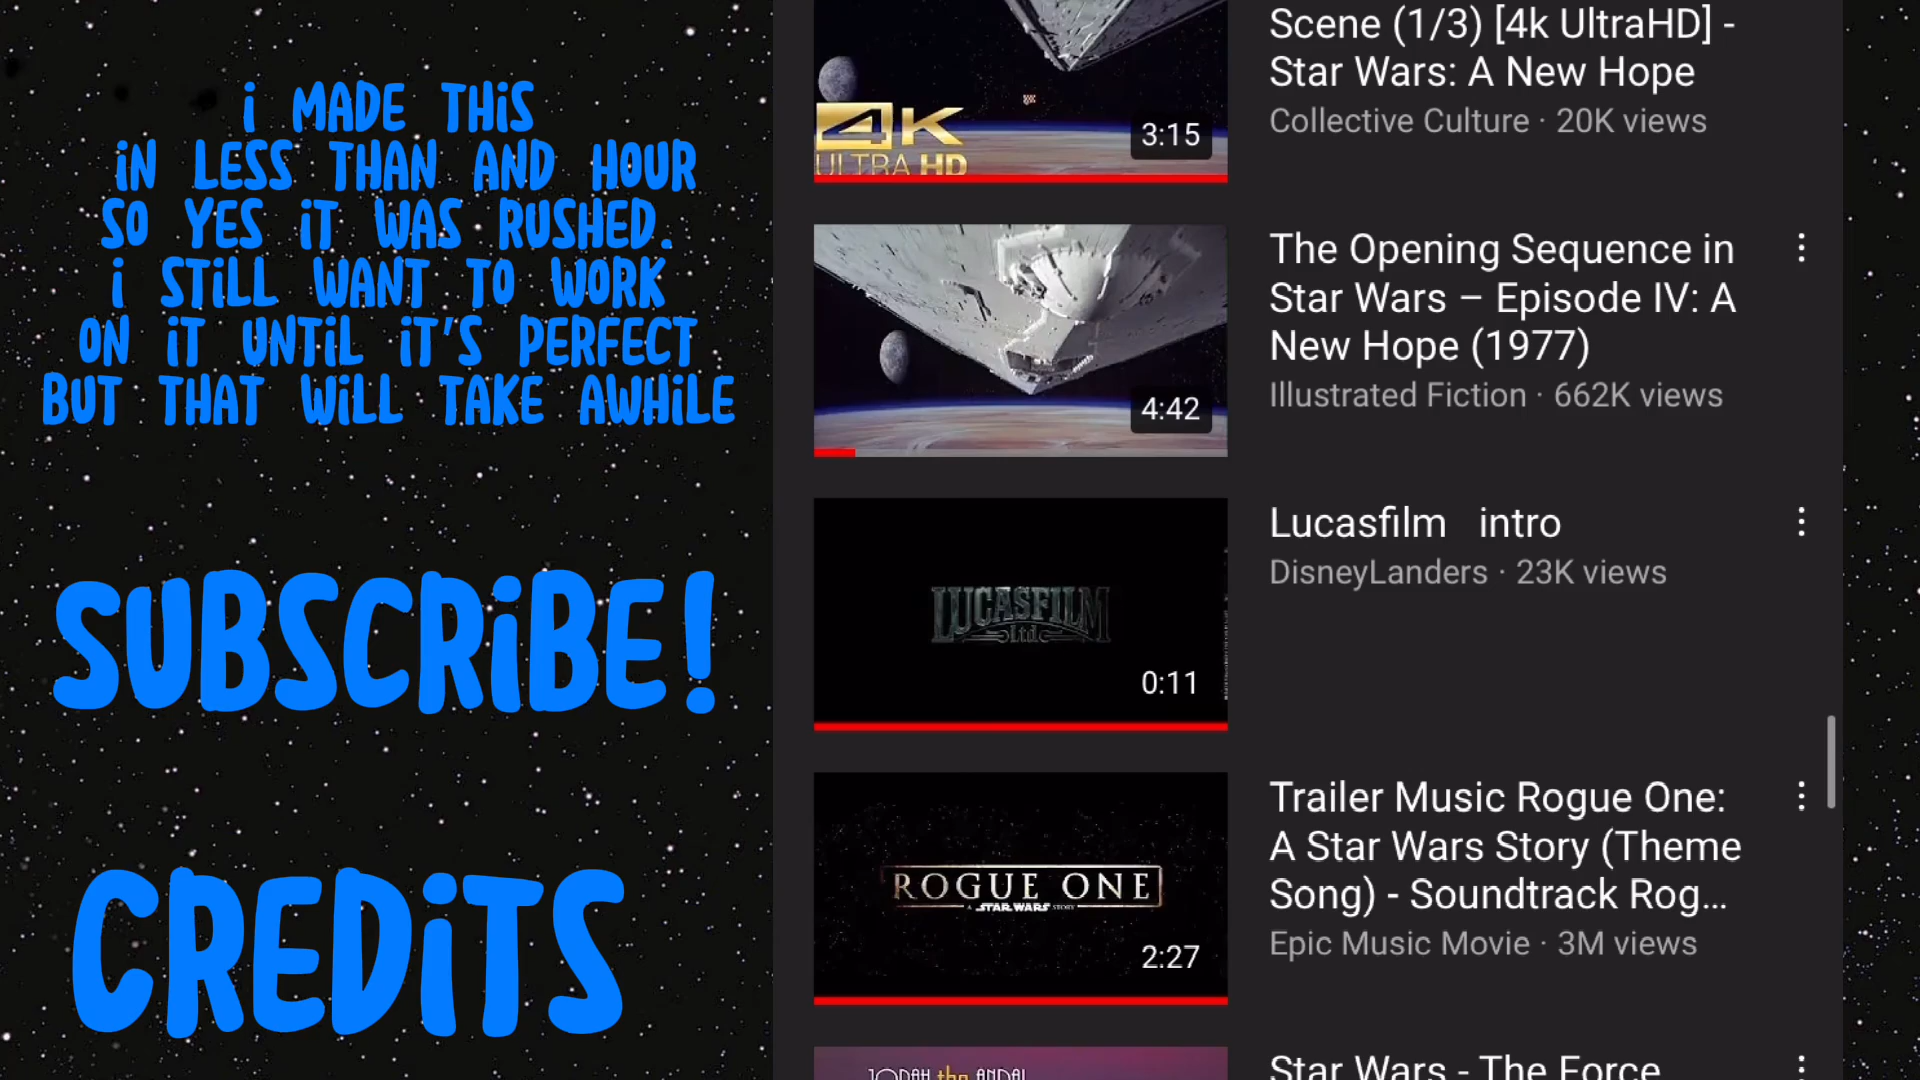 i MADE THiS
iN LESS THAN AND HOUR
SO YES iT WAS RUSHED.
i STiLL WANT TO WORK
ON iT UNTiL iT'S PERFECT
BUT THAT WiLL TAKE AWHiLE
SUBSCRiBE!
CREDiTS
4K
ULTRA HD
3:15
Scene (1/3) [4k UltraHD] -
Star Wars: A New Hope
Collective Culture · 20K views
4:42
The Opening Sequence in
Star Wars – Episode IV: A
New Hope (1977)
Illustrated Fiction · 662K views
LUCASFILM
Ltd
0:11
Lucasfilm intro
DisneyLanders · 23K views
ROGUE ONE
A STAR WARS STORY
2:27
Trailer Music Rogue One:
A Star Wars Story (Theme
Song) - Soundtrack Rog...
Epic Music Movie · 3M views
Star Wars - The Force